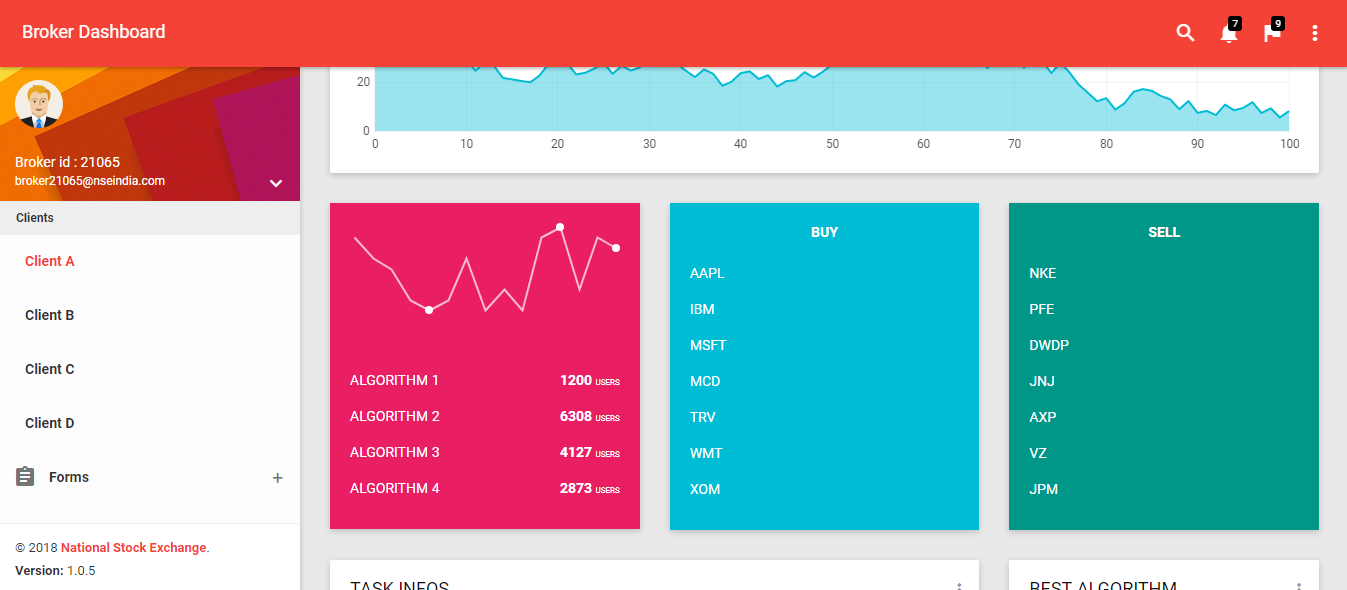 Broker Dashboard
7
9
Broker id : 21065
broker21065@nseindia.com
Clients
Client A
Client B
Client C
Client D
Forms
© 2018 National Stock Exchange.
Version: 1.0.5
20
0
0 10 20 30 40 50 60 70 80 90 100
ALGORITHM 1 1200 USERS
ALGORITHM 2 6308 USERS
ALGORITHM 3 4127 USERS
ALGORITHM 4 2873 USERS
BUY
AAPL
IBM
MSFT
MCD
TRV
WMT
XOM
SELL
NKE
PFE
DWDP
JNJ
AXP
VZ
JPM
TASK INFOS
BEST ALGORITHM